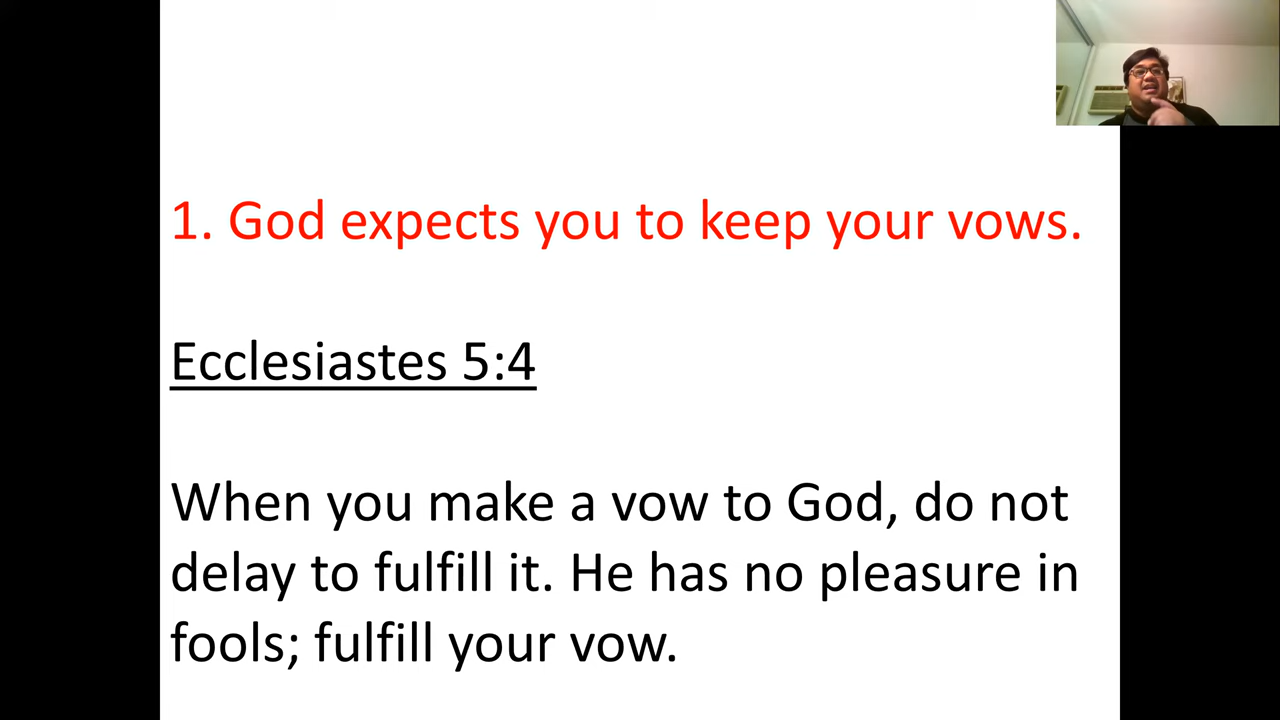 1. God expects you to keep your vows.
Ecclesiastes 5:4
When you make a vow to God, do not
delay to fulfill it. He has no pleasure in
fools; fulfill your vow.